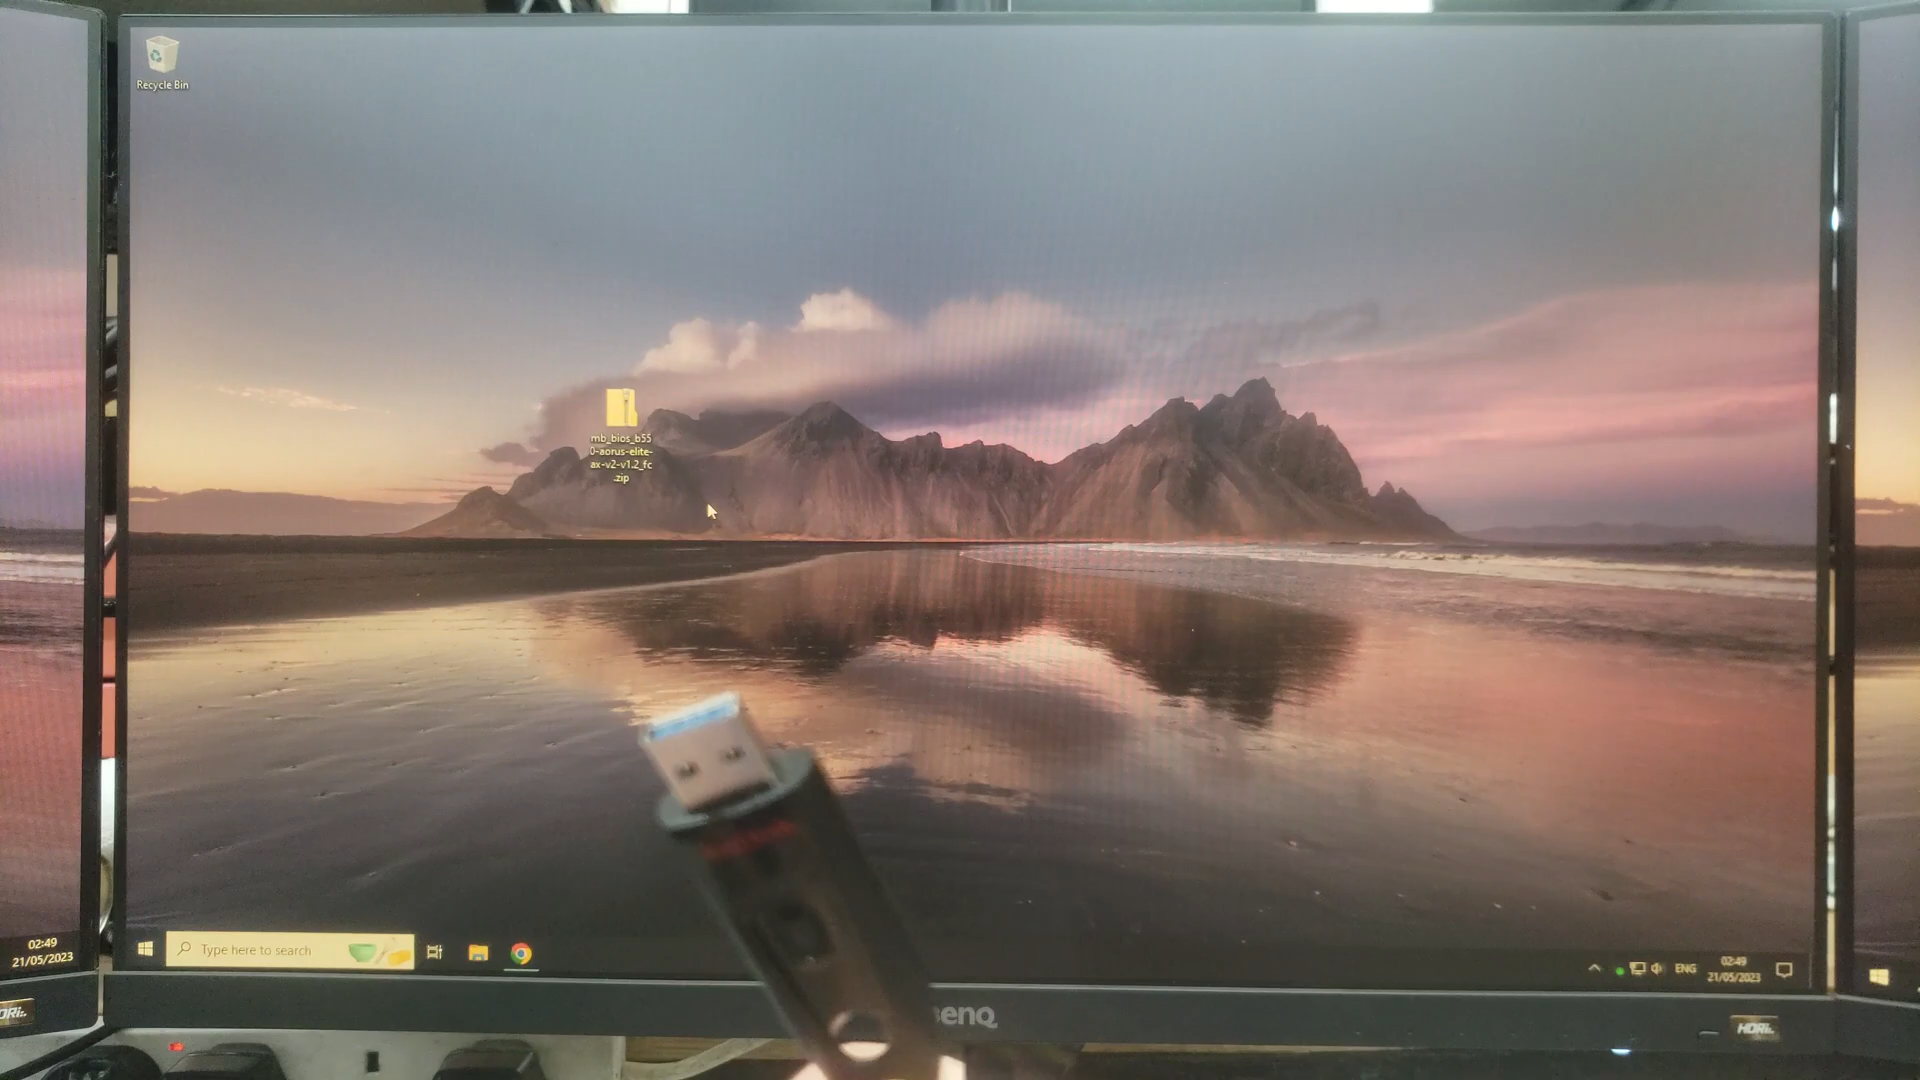 Recycle Bin
mb_bios_b55
0-aorus-elite-
ax-v2-v1.2_fc
.zip
Type here to search
ENG
02:49
21/05/2023
02:49
21/05/2023
HDRi